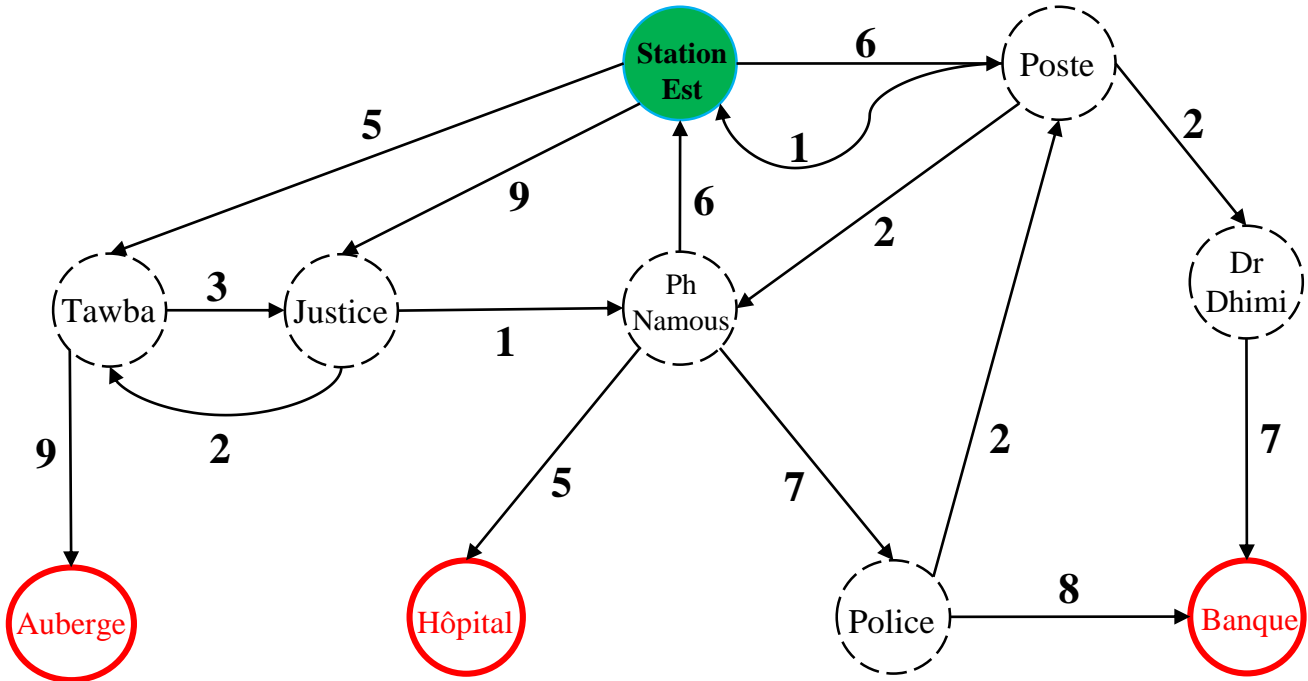 Station
Est
6
Poste
5
1
2
9
6
2
Tawba
3
Justice
1
Ph
Namous
Dr
Dhimi
9
2
5
7
2
7
Auberge
Hôpital
Police
8
Banque